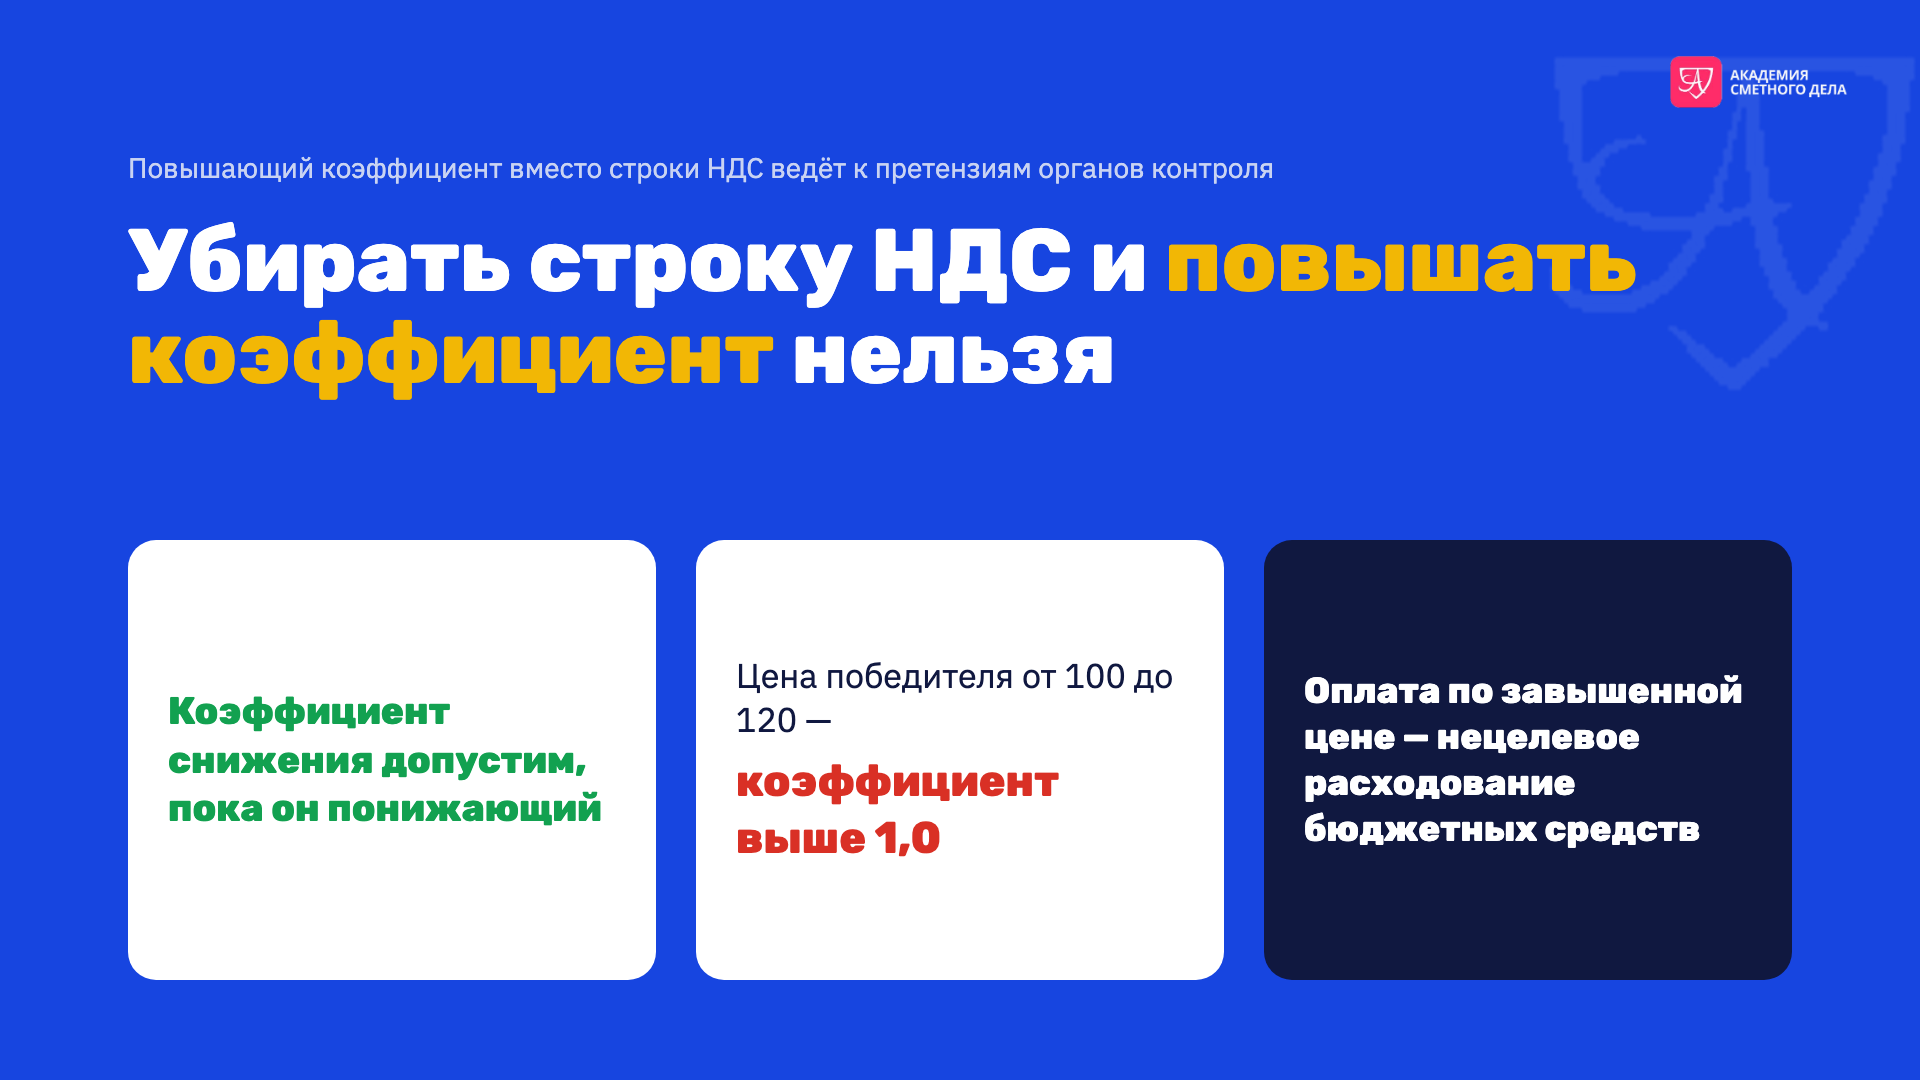 АКАДЕМИЯ
СМЕТНОГО ДЕЛА
Повышающий коэффициент вместо строки НДС ведёт к претензиям органов контроля
Убирать строку НДС и повышать
коэффициент нельзя
Коэффициент
снижения допустим,
пока он понижающий
Цена победителя от 100 до
120 —
коэффициент
выше 1,0
Оплата по завышенной
цене — нецелевое
расходование
бюджетных средств